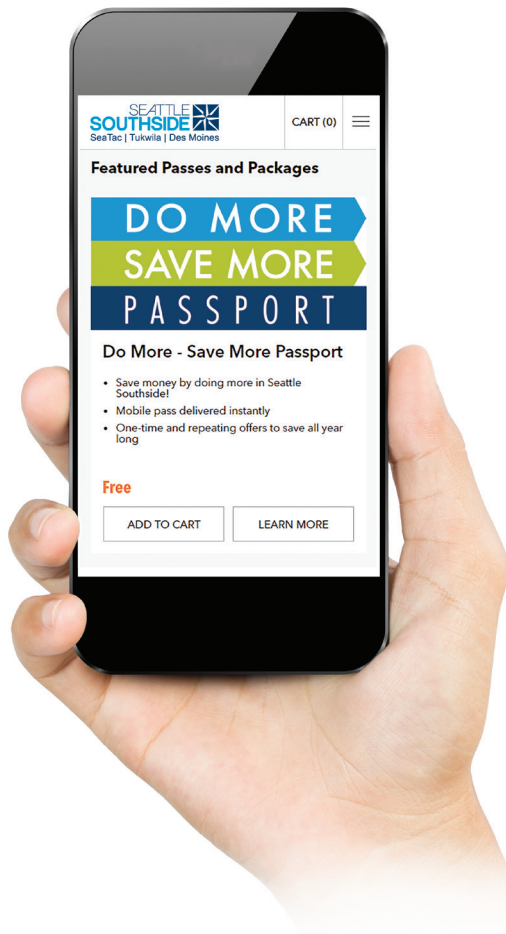 SEATTLE
SOUTHSIDE
SeaTac | Tukwila | Des Moines
CART (0)
Featured Passes and Packages
DO MORE
SAVE MORE
PASSPORT
Do More - Save More Passport
• Save money by doing more in Seattle
Southside!
• Mobile pass delivered instantly
• One-time and repeating offers to save all year
long
Free
ADD TO CART
LEARN MORE